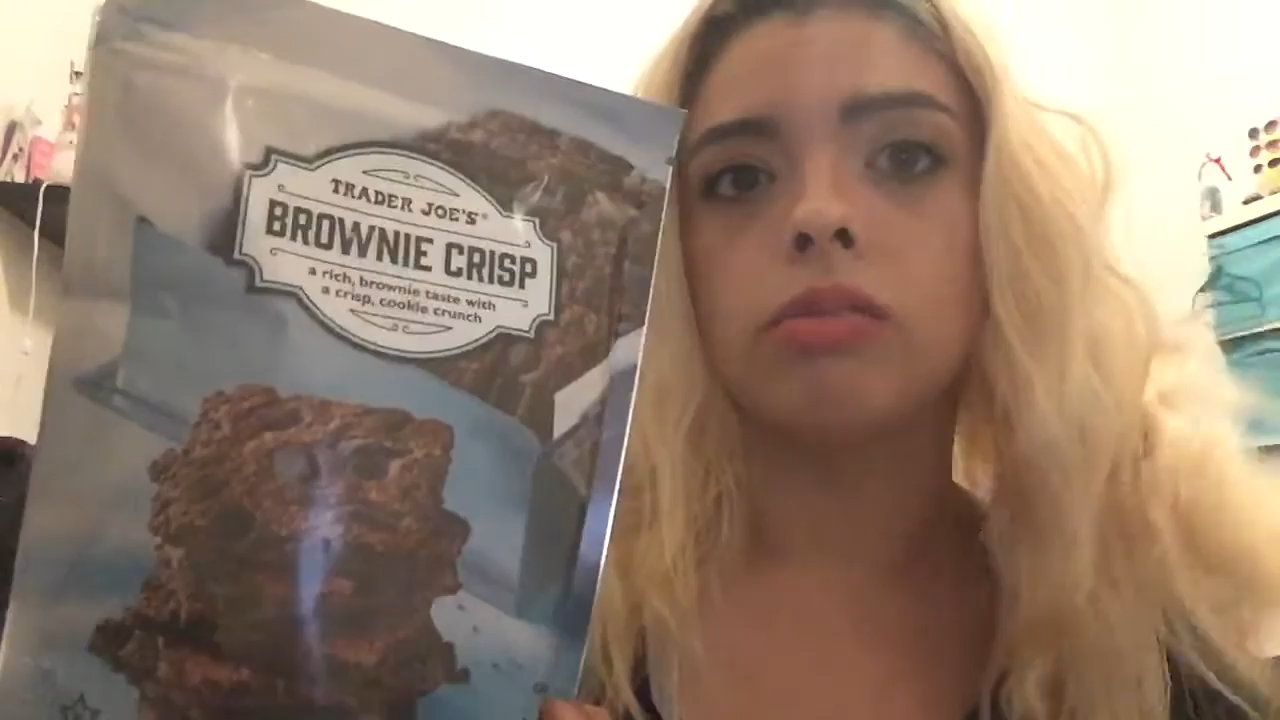 TRADER JOE'S®
BROWNIE CRISP
a rich, brownie taste with
a crisp, cookie crunch